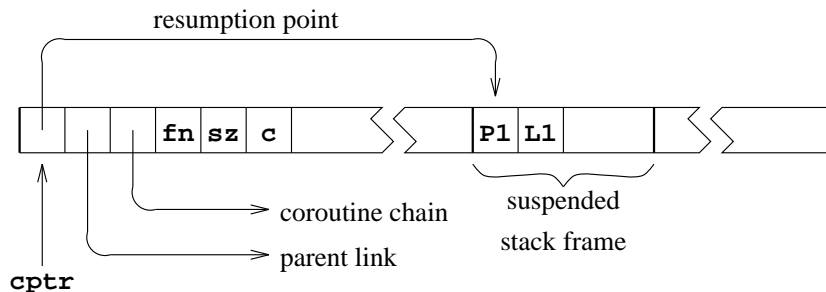 resumption point
fn sz c P1 L1
coroutine chain
suspended
stack frame
parent link
cptr